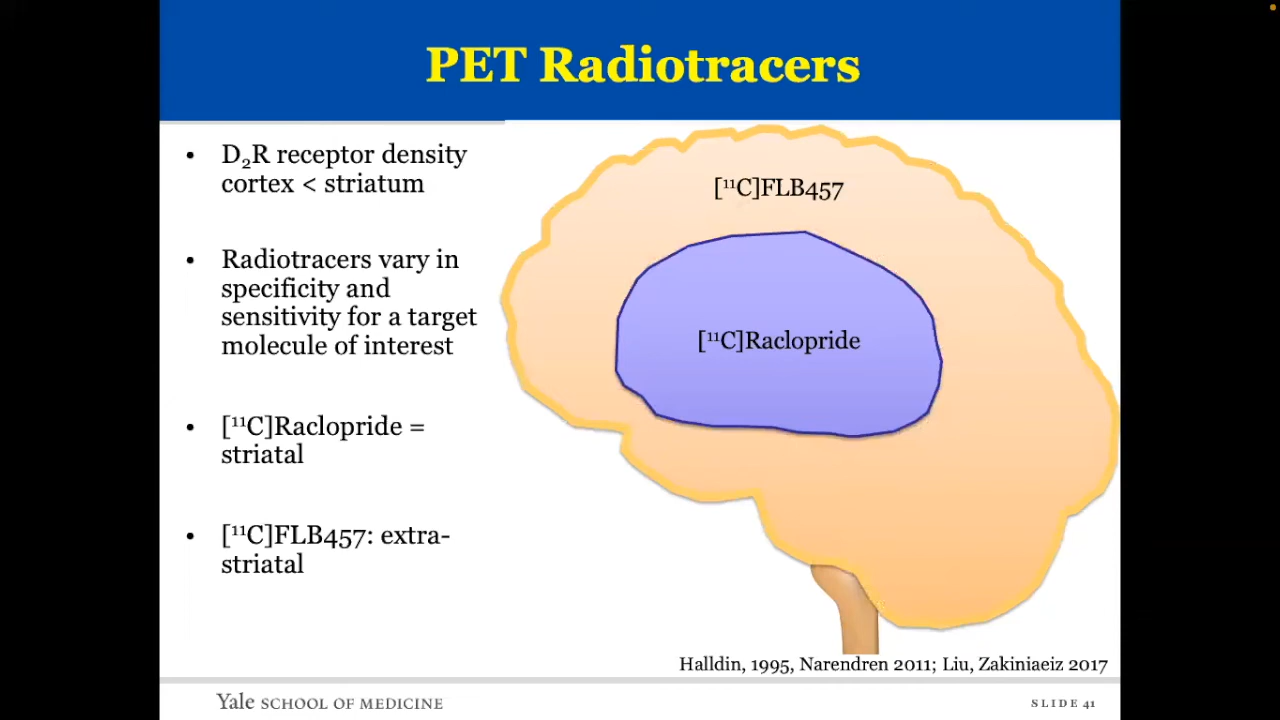 PET Radiotracers
• D₂R receptor density
cortex < striatum
• Radiotracers vary in
specificity and
sensitivity for a target
molecule of interest
• [¹¹C]Raclopride =
striatal
• [¹¹C]FLB457: extra-
striatal
[¹¹C]FLB457
[¹¹C]Raclopride
Halldin, 1995, Narendren 2011; Liu, Zakiniaeiz 2017
Yale SCHOOL OF MEDICINE
SLIDE 41